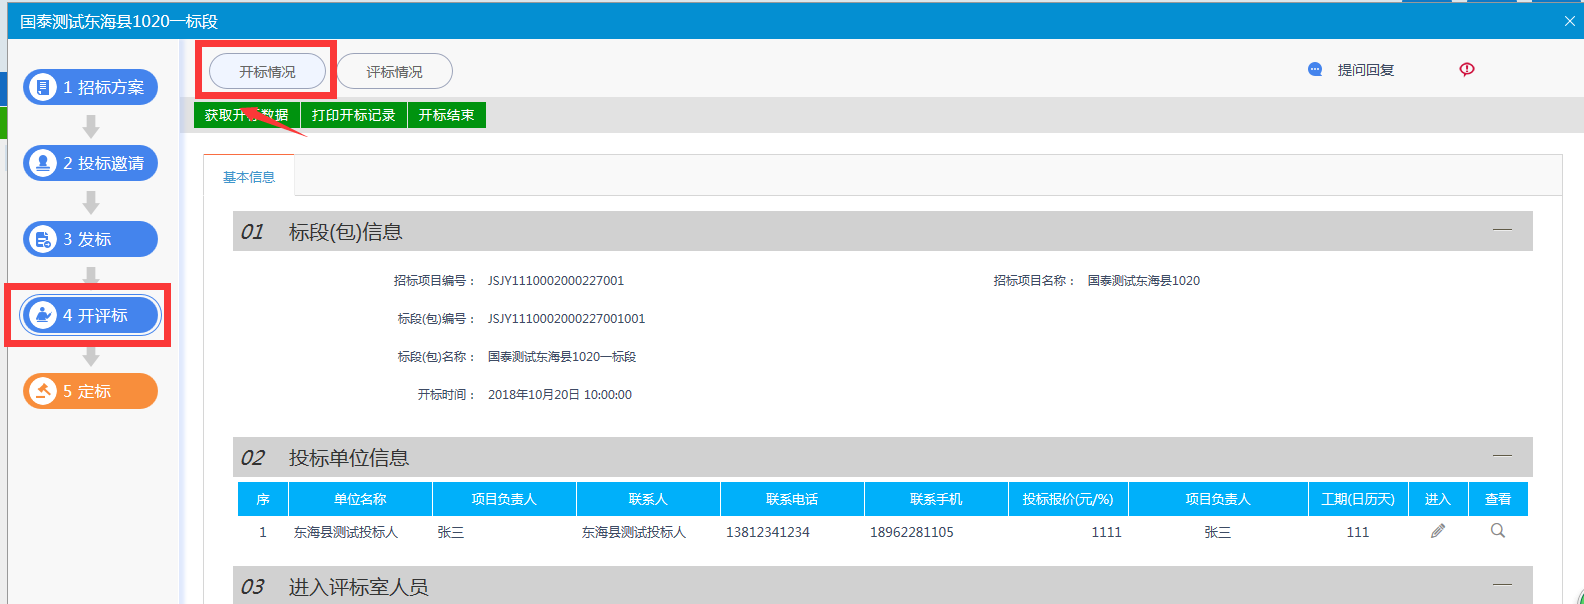 国泰测试东海县1020一标段
1 招标方案
2 投标邀请
3 发标
4 开评标
5 定标
开标情况 评标情况 提问回复
获取开标数据 打印开标记录 开标结束
基本信息
01 标段(包)信息
招标项目编号： JSJY1110002000227001 招标项目名称： 国泰测试东海县1020
标段(包)编号： JSJY1110002000227001001
标段(包)名称： 国泰测试东海县1020一标段
开标时间： 2018年10月20日 10:00:00
02 投标单位信息
序 单位名称 项目负责人 联系人 联系电话 联系手机 投标报价(元/%) 项目负责人 工期(日历天) 进入 查看
1 东海县测试投标人 张三 东海县测试投标人 13812341234 18962281105 1111 张三 111
03 进入评标室人员